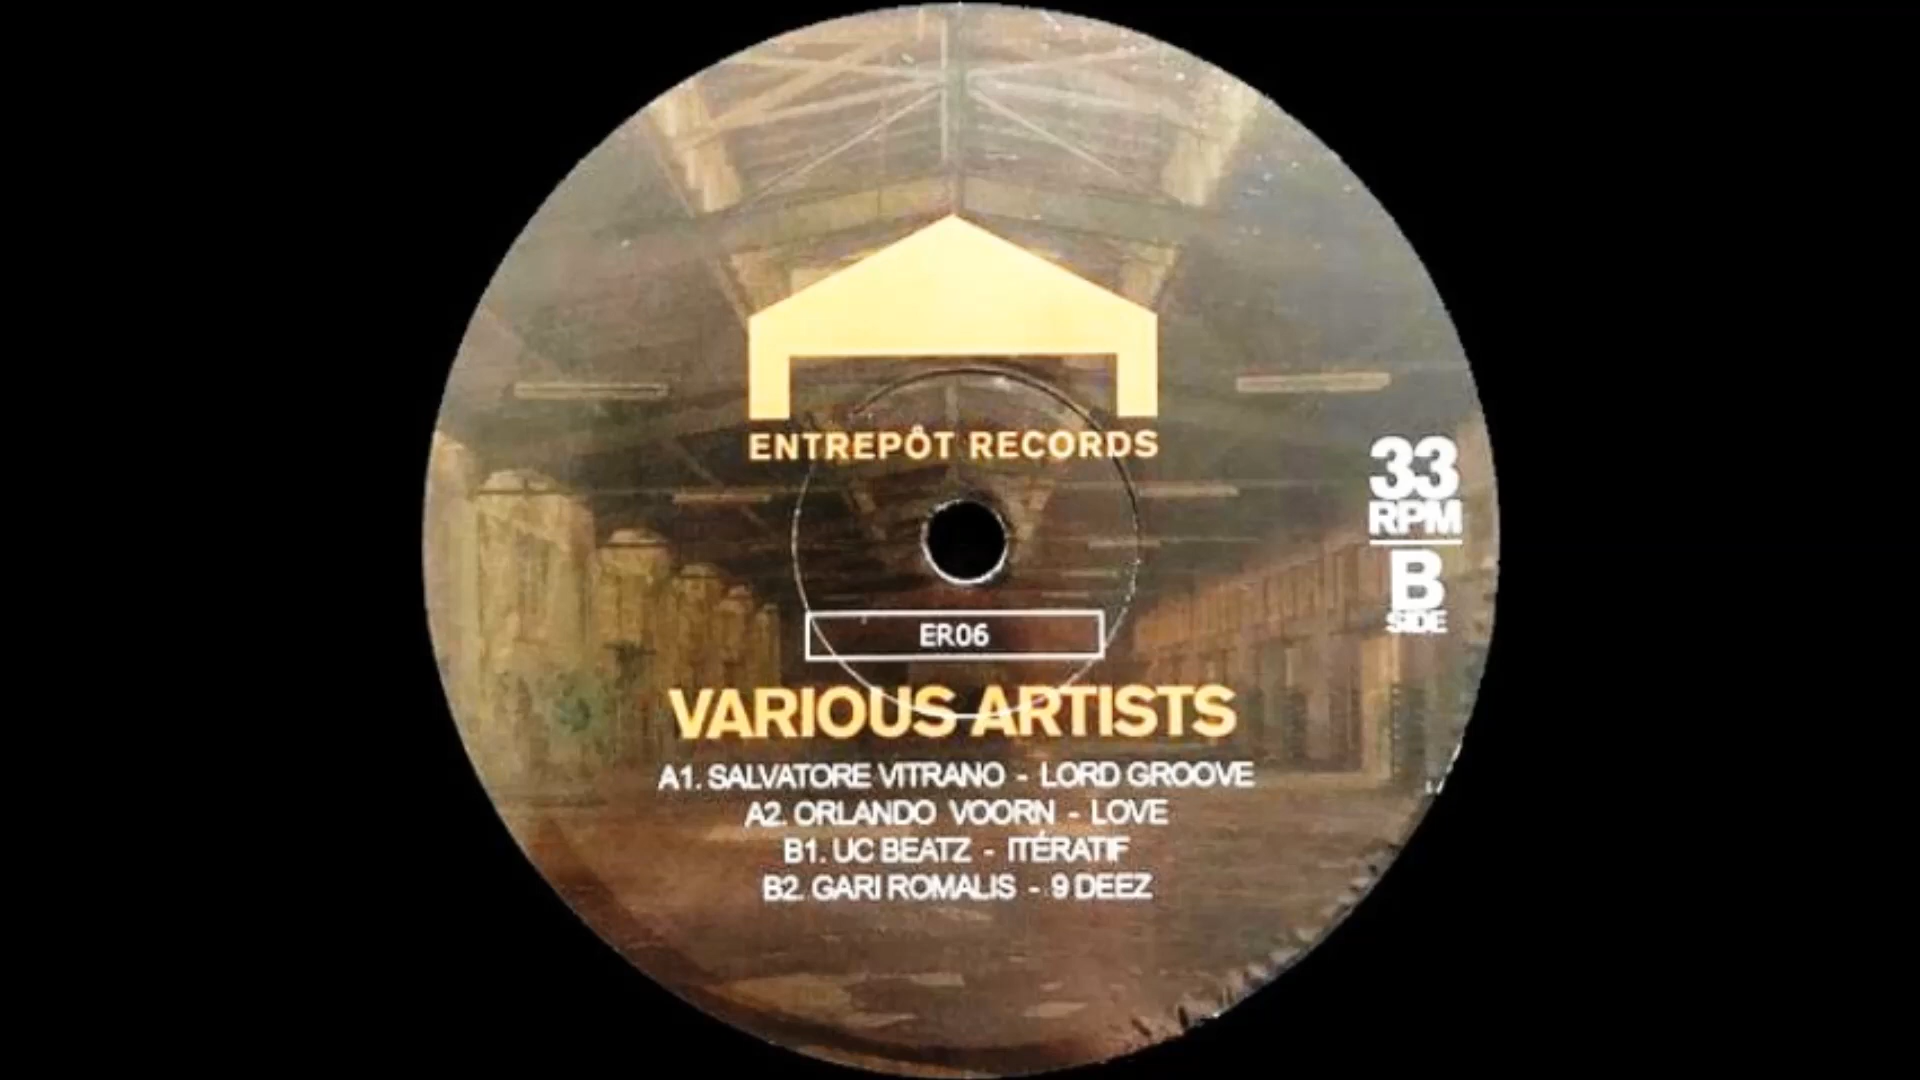 ENTREPÔT RECORDS
33
RPM
B
SIDE
ER06
VARIOUS ARTISTS
A1. SALVATORE VITRANO - LORD GROOVE
A2. ORLANDO VOORN - LOVE
B1. UC BEATZ - ITÉRATIF
B2. GARI ROMALIS - 9 DEEZ